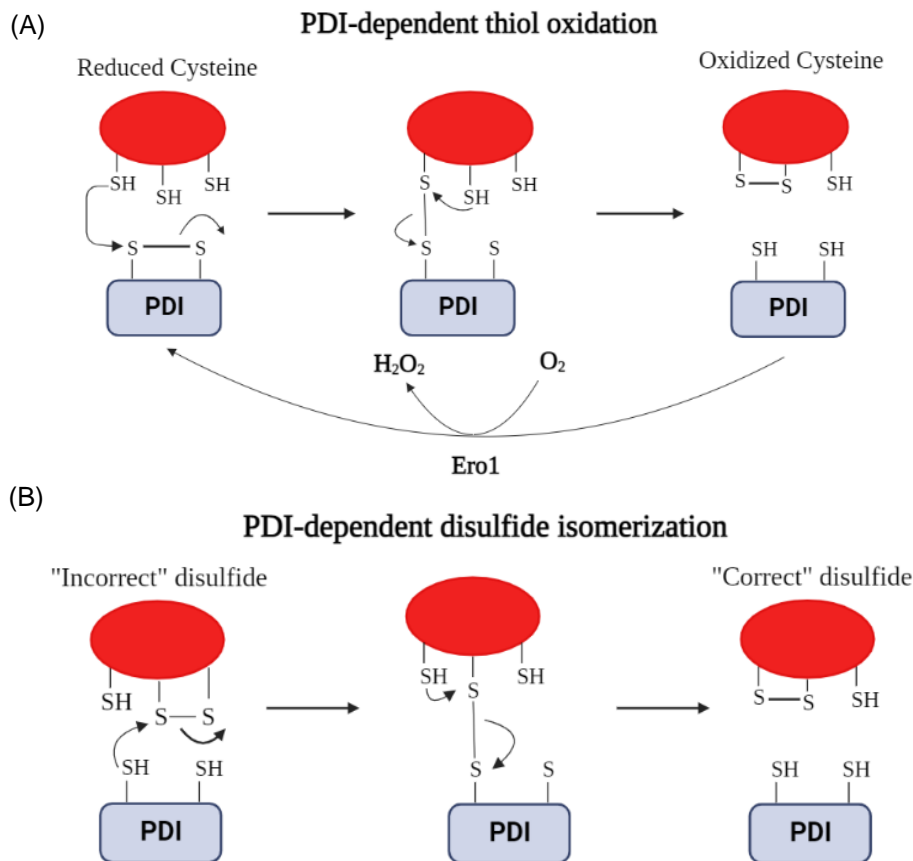 (A)
PDI-dependent thiol oxidation
Reduced Cysteine
Oxidized Cysteine
SH SH SH
S SH SH
S S SH
S S
S S
SH SH
PDI
PDI
PDI
H₂O₂
O₂
Ero1
(B)
PDI-dependent disulfide isomerization
"Incorrect" disulfide
"Correct" disulfide
SH S S
SH S SH
S S SH
SH SH
S S
SH SH
PDI
PDI
PDI